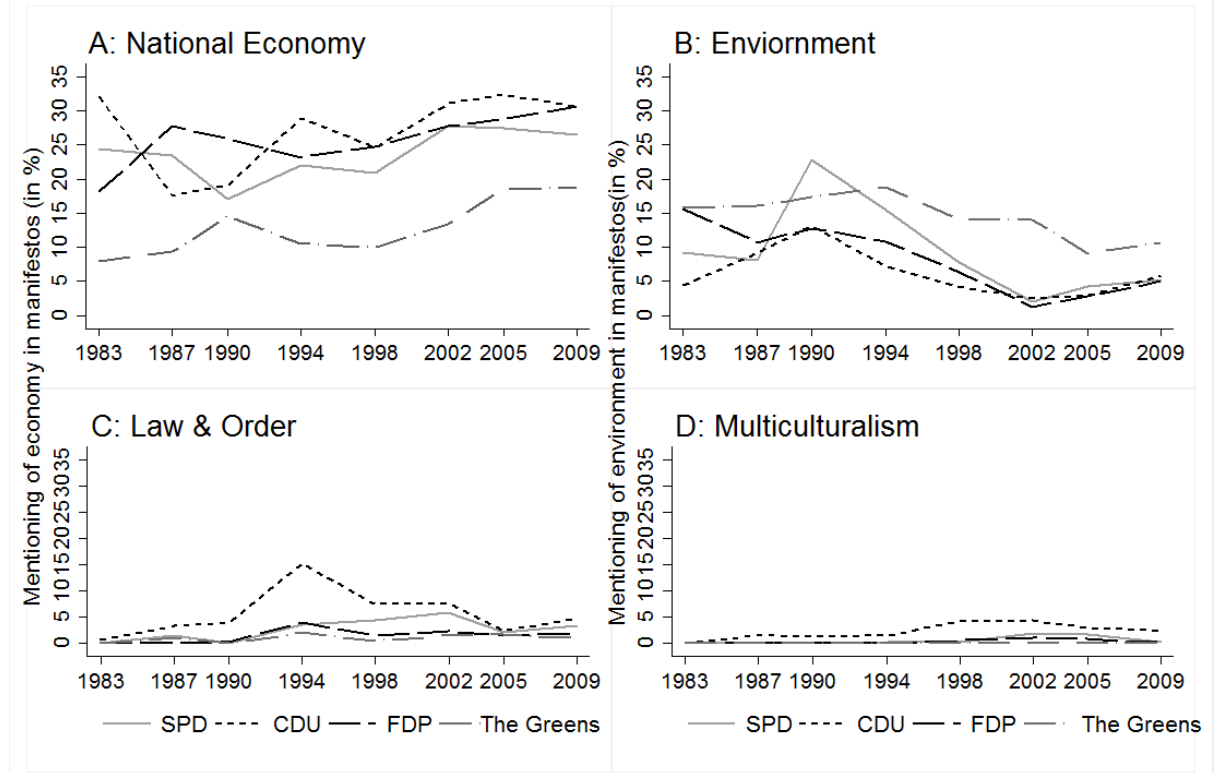 A: National Economy
B: Enviornment
Mentioning of economy in manifestos (in %)
35
30
25
20
15
10
5
0
1983 1987 1990 1994 1998 2002 2005 2009
Mentioning of environment in manifestos(in %)
35
30
25
20
15
10
5
0
1983 1987 1990 1994 1998 2002 2005 2009
C: Law & Order
35
30
25
20
15
10
5
0
1983 1987 1990 1994 1998 2002 2005 2009
SPD CDU FDP The Greens
D: Multiculturalism
35
30
25
20
15
10
5
0
1983 1987 1990 1994 1998 2002 2005 2009
SPD CDU FDP The Greens